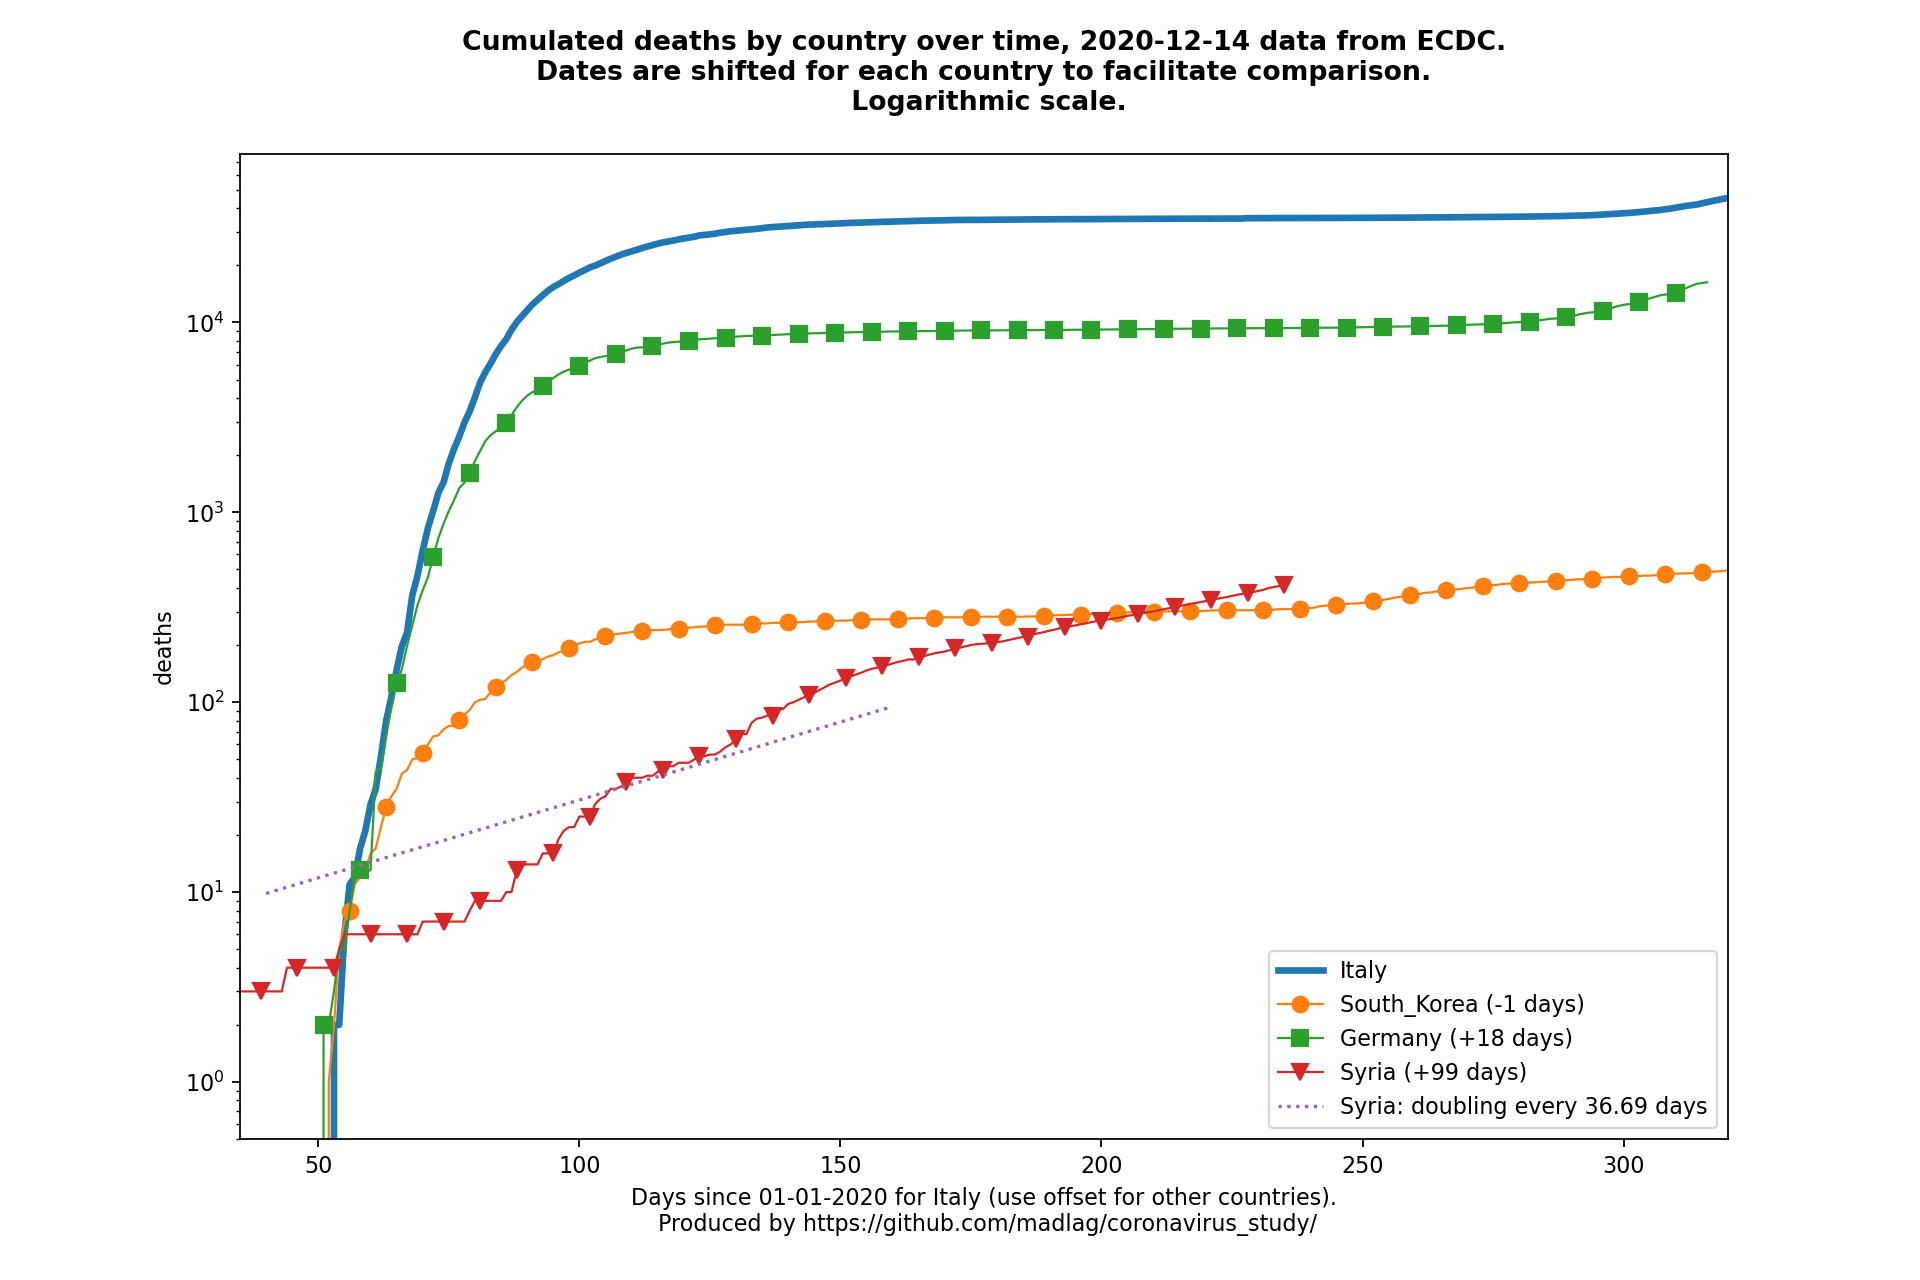 Cumulated deaths by country over time, 2020-12-14 data from ECDC.
Dates are shifted for each country to facilitate comparison.
Logarithmic scale.
deaths
10^4
10^3
10^2
10^1
10^0
50 100 150 200 250 300
Italy
South_Korea (-1 days)
Germany (+18 days)
Syria (+99 days)
Syria: doubling every 36.69 days
Days since 01-01-2020 for Italy (use offset for other countries).
Produced by https://github.com/madlag/coronavirus_study/